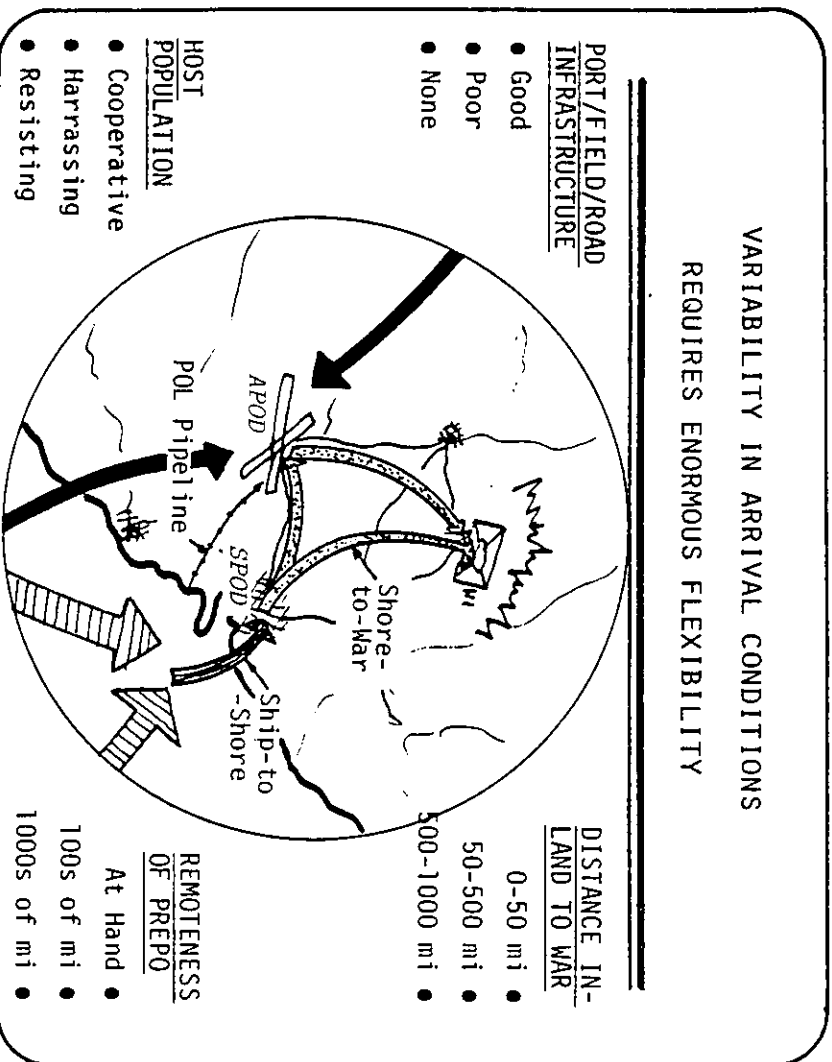 VARIABILITY IN ARRIVAL CONDITIONS
REQUIRES ENORMOUS FLEXIBILITY
PORT/FIELD/ROAD
INFRASTRUCTURE
● Good
● Poor
● None
DISTANCE IN-
LAND TO WAR
0-50 mi ●
50-500 mi ●
500-1000 mi ●
APOD
POL Pipeline
SPOD
Shore-
to-War
Ship-to
-Shore
HOST
POPULATION
● Cooperative
● Harrassing
● Resisting
REMOTENESS
OF PREPO
At Hand ●
100s of mi ●
1000s of mi ●